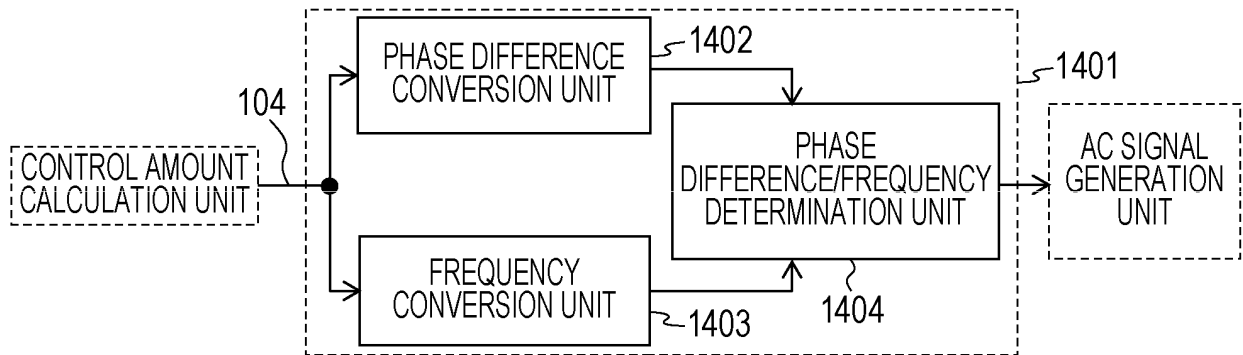 PHASE DIFFERENCE
CONVERSION UNIT
1402
1401
104
CONTROL AMOUNT
CALCULATION UNIT
PHASE
DIFFERENCE/FREQUENCY
DETERMINATION UNIT
AC SIGNAL
GENERATION
UNIT
FREQUENCY
CONVERSION UNIT
1403
1404